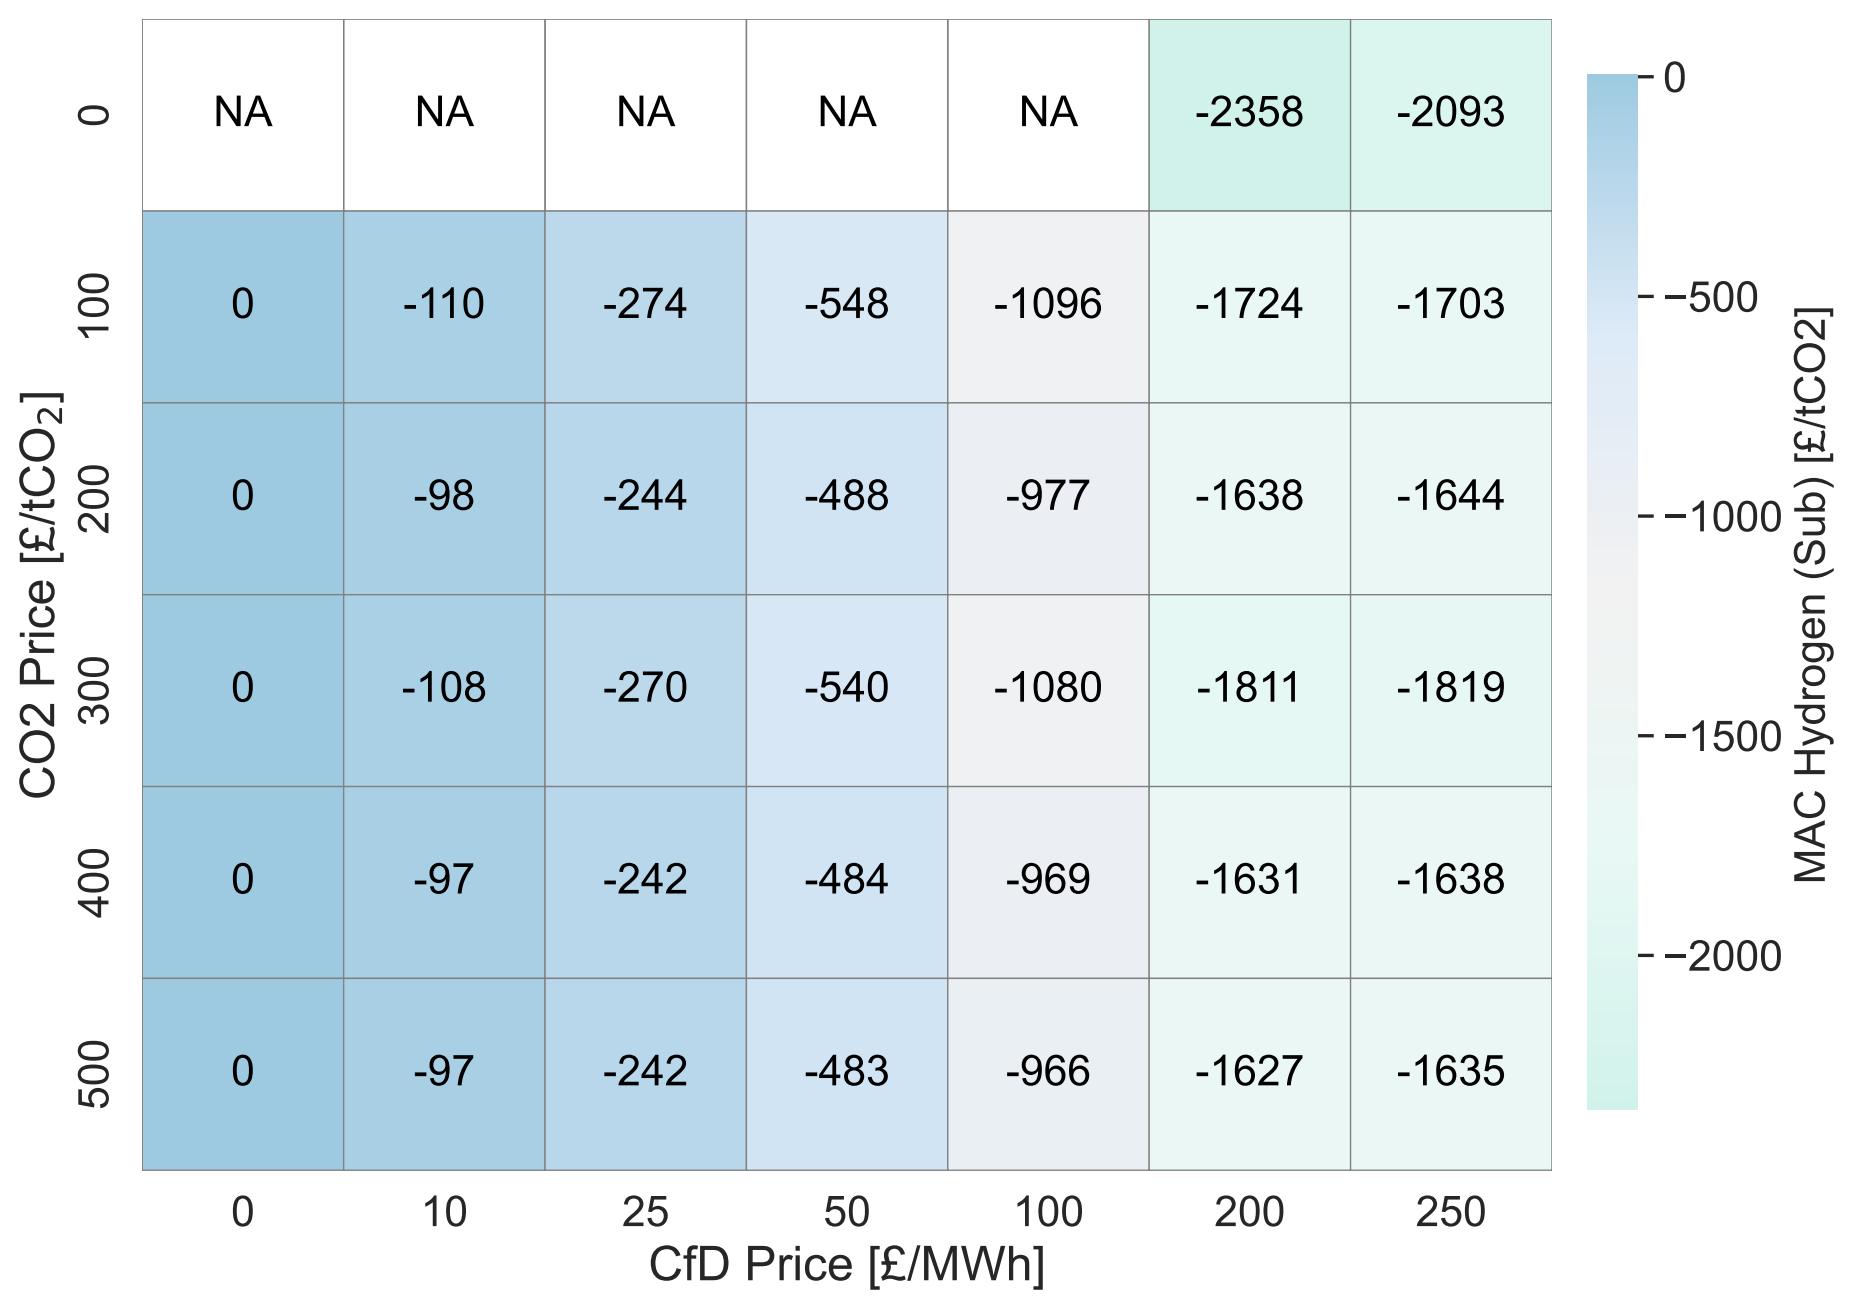 CO2 Price [£/tCO₂]
0
NA NA NA NA NA -2358 -2093
100
0 -110 -274 -548 -1096 -1724 -1703
200
0 -98 -244 -488 -977 -1638 -1644
300
0 -108 -270 -540 -1080 -1811 -1819
400
0 -97 -242 -484 -969 -1631 -1638
500
0 -97 -242 -483 -966 -1627 -1635
0 10 25 50 100 200 250
CfD Price [£/MWh]
0
−500
−1000
−1500
−2000
MAC Hydrogen (Sub) [£/tCO2]